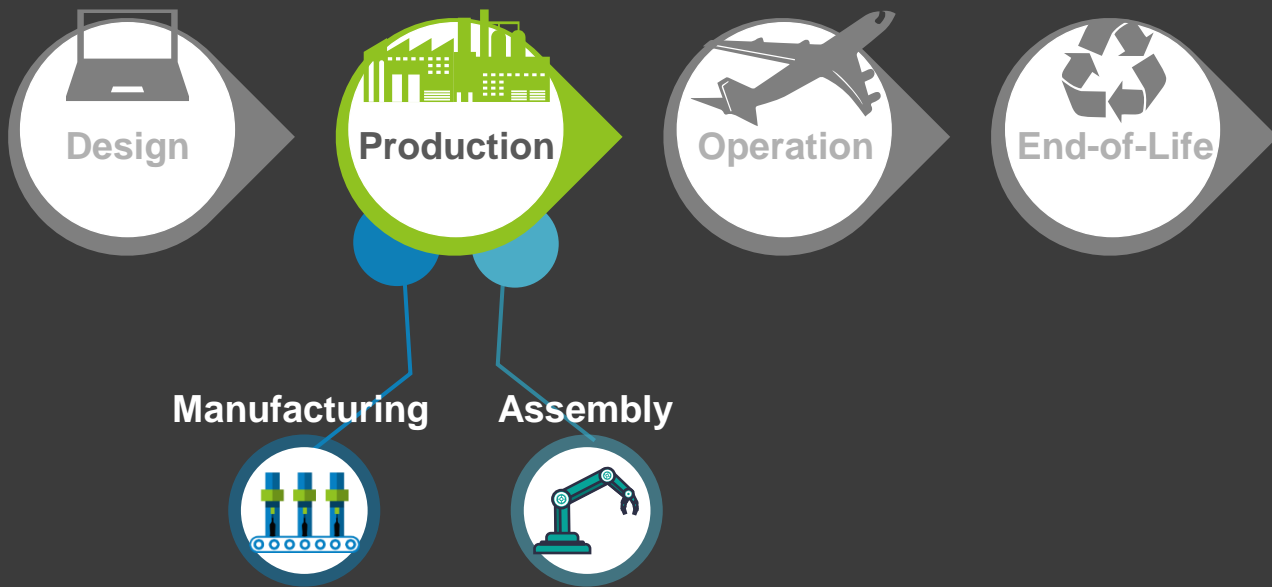 Design
Production
Operation
End-of-Life
Manufacturing
Assembly